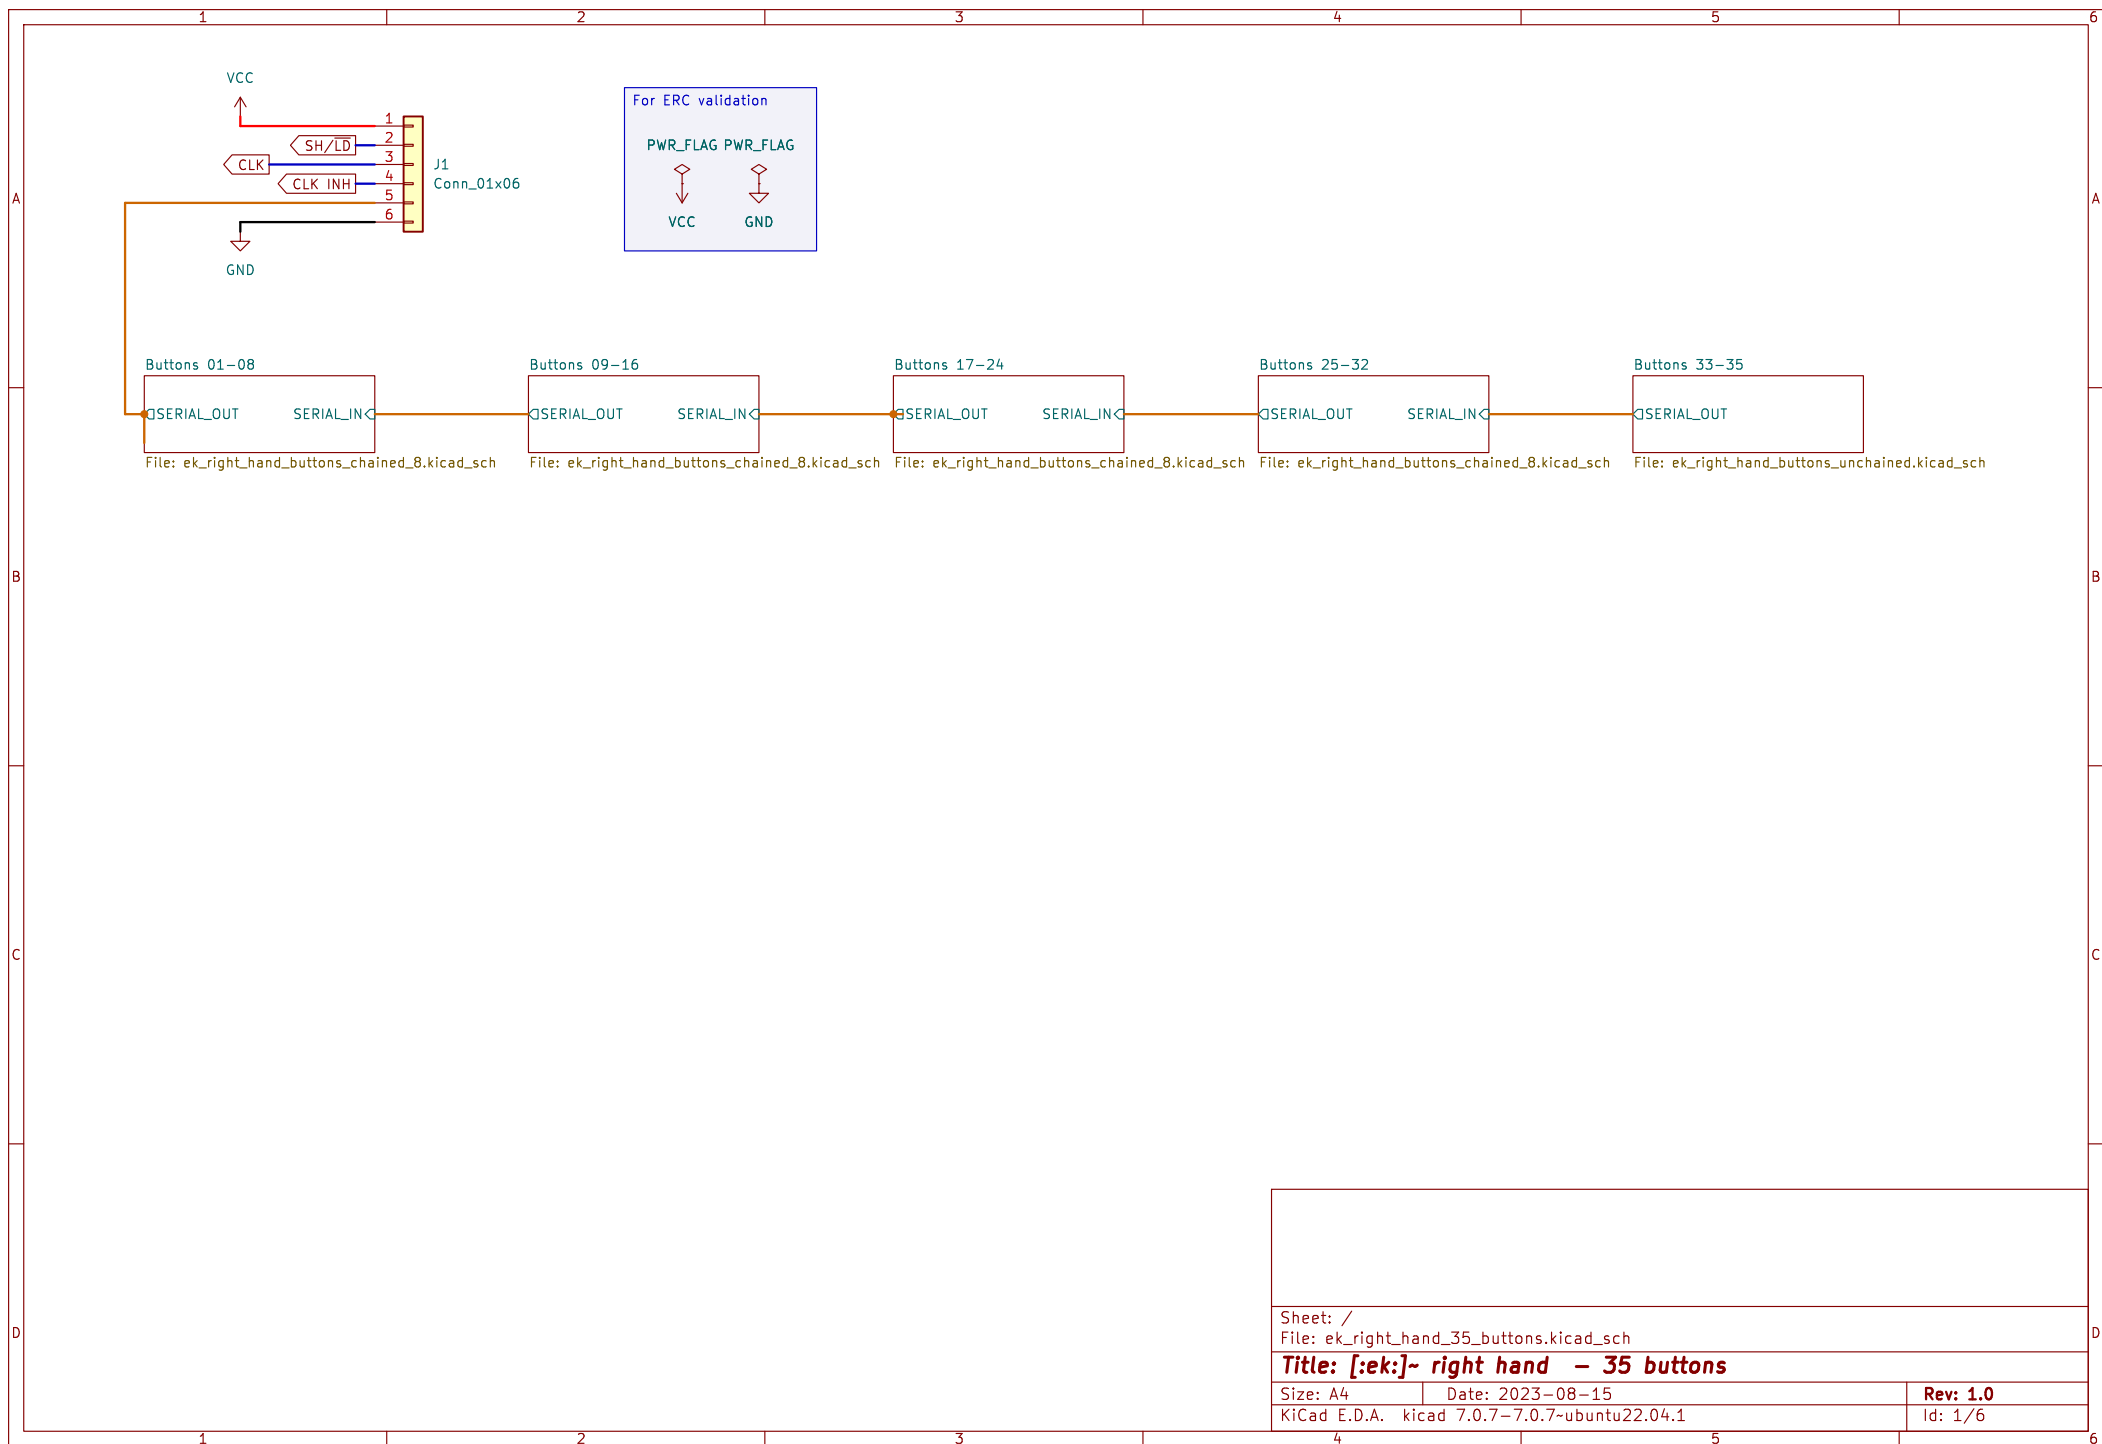 1 2 3 4 5 6
VCC
For ERC validation
1
SH/LD 2
PWR_FLAG PWR_FLAG
CLK 3
J1
CLK INH 4
Conn_01x06
5
A A
6
VCC GND
GND
Buttons 01-08 Buttons 09-16 Buttons 17-24 Buttons 25-32 Buttons 33-35
SERIAL_OUT SERIAL_IN SERIAL_OUT SERIAL_IN SERIAL_OUT SERIAL_IN SERIAL_OUT SERIAL_IN SERIAL_OUT
File: ek_right_hand_buttons_chained_8.kicad_sch File: ek_right_hand_buttons_chained_8.kicad_sch File: ek_right_hand_buttons_chained_8.kicad_sch File: ek_right_hand_buttons_chained_8.kicad_sch File: ek_right_hand_buttons_unchained.kicad_sch
B B
C C
Sheet: /
D D
File: ek_right_hand_35_buttons.kicad_sch
Title: [:ek:]~ right hand  - 35 buttons
Size: A4 Date: 2023-08-15 Rev: 1.0
KiCad E.D.A.  kicad 7.0.7-7.0.7~ubuntu22.04.1 Id: 1/6
1 2 3 4 5 6